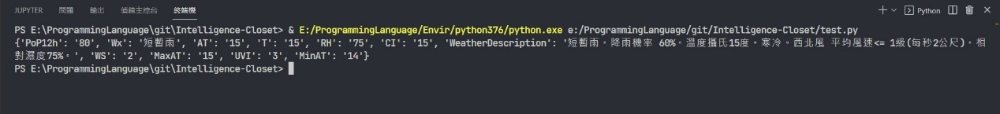 JUPYTER 問題 輸出 偵錯主控台 終端機 Python
PS E:\ProgrammingLanguage\git\Intelligence-Closet> & E:/ProgrammingLanguage/Envir/python376/python.exe e:/ProgrammingLanguage/git/Intelligence-Closet/test.py
{'PoP12h': '80', 'Wx': '短暫雨', 'AT': '15', 'T': '15', 'RH': '75', 'CI': '15', 'WeatherDescription': '短暫雨。降雨機率 60%。溫度攝氏15度。寒冷。西北風 平均風速<= 1級(每秒2公尺)。相
對濕度75%。', 'WS': '2', 'MaxAT': '15', 'UVI': '3', 'MinAT': '14'}
PS E:\ProgrammingLanguage\git\Intelligence-Closet>